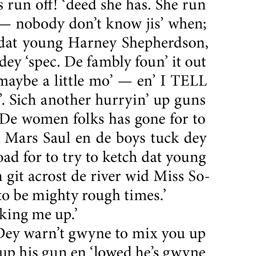 s run off! ‘deed she has. She run
— nobody don’t know jis’ when;
dat young Harney Shepherdson,
dey ‘spec. De fambly foun’ it out
maybe a little mo’ — en’ I TELL
’. Sich another hurryin’ up guns
De women folks has gone for to
Mars Saul en de boys tuck dey
oad for to try to ketch dat young
git acrost de river wid Miss So-
to be mighty rough times.’
king me up.’
Dey warn’t gwyne to mix you up
up his gun en ‘lowed he’s gwyne